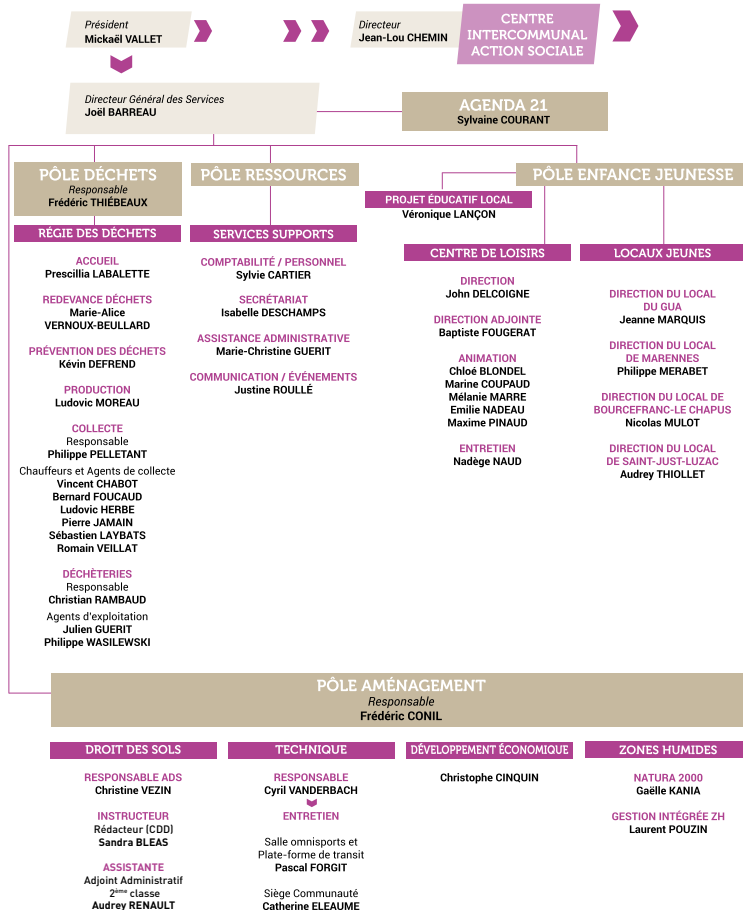 Président
Mickaël VALLET
Directeur
Jean-Lou CHEMIN
CENTRE
INTERCOMMUNAL
ACTION SOCIALE
Directeur Général des Services
Joël BARREAU
AGENDA 21
Sylvaine COURANT
PÔLE DÉCHETS
Responsable
Frédéric THIÉBEAUX
RÉGIE DES DÉCHETS
ACCUEIL
Prescillia LABALETTE
REDEVANCE DÉCHETS
Marie-Alice
VERNOUX-BEULLARD
PRÉVENTION DES DÉCHETS
Kévin DEFREND
PRODUCTION
Ludovic MOREAU
COLLECTE
Responsable
Philippe PELLETANT
Chauffeurs et Agents de collecte
Vincent CHABOT
Bernard FOUCAUD
Ludovic HERBE
Pierre JAMAIN
Sébastien LAYBATS
Romain VEILLAT
DÉCHÈTERIES
Responsable
Christian RAMBAUD
Agents d'exploitation
Julien GUERIT
Philippe WASILEWSKI
PÔLE RESSOURCES
SERVICES SUPPORTS
COMPTABILITÉ / PERSONNEL
Sylvie CARTIER
SECRÉTARIAT
Isabelle DESCHAMPS
ASSISTANCE ADMINISTRATIVE
Marie-Christine GUERIT
COMMUNICATION / ÉVÉNEMENTS
Justine ROULLÉ
PÔLE ENFANCE JEUNESSE
PROJET ÉDUCATIF LOCAL
Véronique LANÇON
CENTRE DE LOISIRS
DIRECTION
John DELCOIGNE
DIRECTION ADJOINTE
Baptiste FOUGERAT
ANIMATION
Chloé BLONDEL
Marine COUPAUD
Mélanie MARRE
Emilie NADEAU
Maxime PINAUD
ENTRETIEN
Nadège NAUD
LOCAUX JEUNES
DIRECTION DU LOCAL
DU GUA
Jeanne MARQUIS
DIRECTION DU LOCAL
DE MARENNES
Philippe MERABET
DIRECTION DU LOCAL DE
BOURCEFRANC-LE CHAPUS
Nicolas MULOT
DIRECTION DU LOCAL
DE SAINT-JUST-LUZAC
Audrey THIOLLET
PÔLE AMÉNAGEMENT
Responsable
Frédéric CONIL
DROIT DES SOLS
RESPONSABLE ADS
Christine VEZIN
INSTRUCTEUR
Rédacteur (CDD)
Sandra BLEAS
ASSISTANTE
Adjoint Administratif
2ème classe
Audrey RENAULT
TECHNIQUE
RESPONSABLE
Cyril VANDERBACH
ENTRETIEN
Salle omnisports et
Plate-forme de transit
Pascal FORGIT
Siège Communauté
Catherine ELEAUME
DÉVELOPPEMENT ÉCONOMIQUE
Christophe CINQUIN
ZONES HUMIDES
NATURA 2000
Gaëlle KANIA
GESTION INTÉGRÉE ZH
Laurent POUZIN